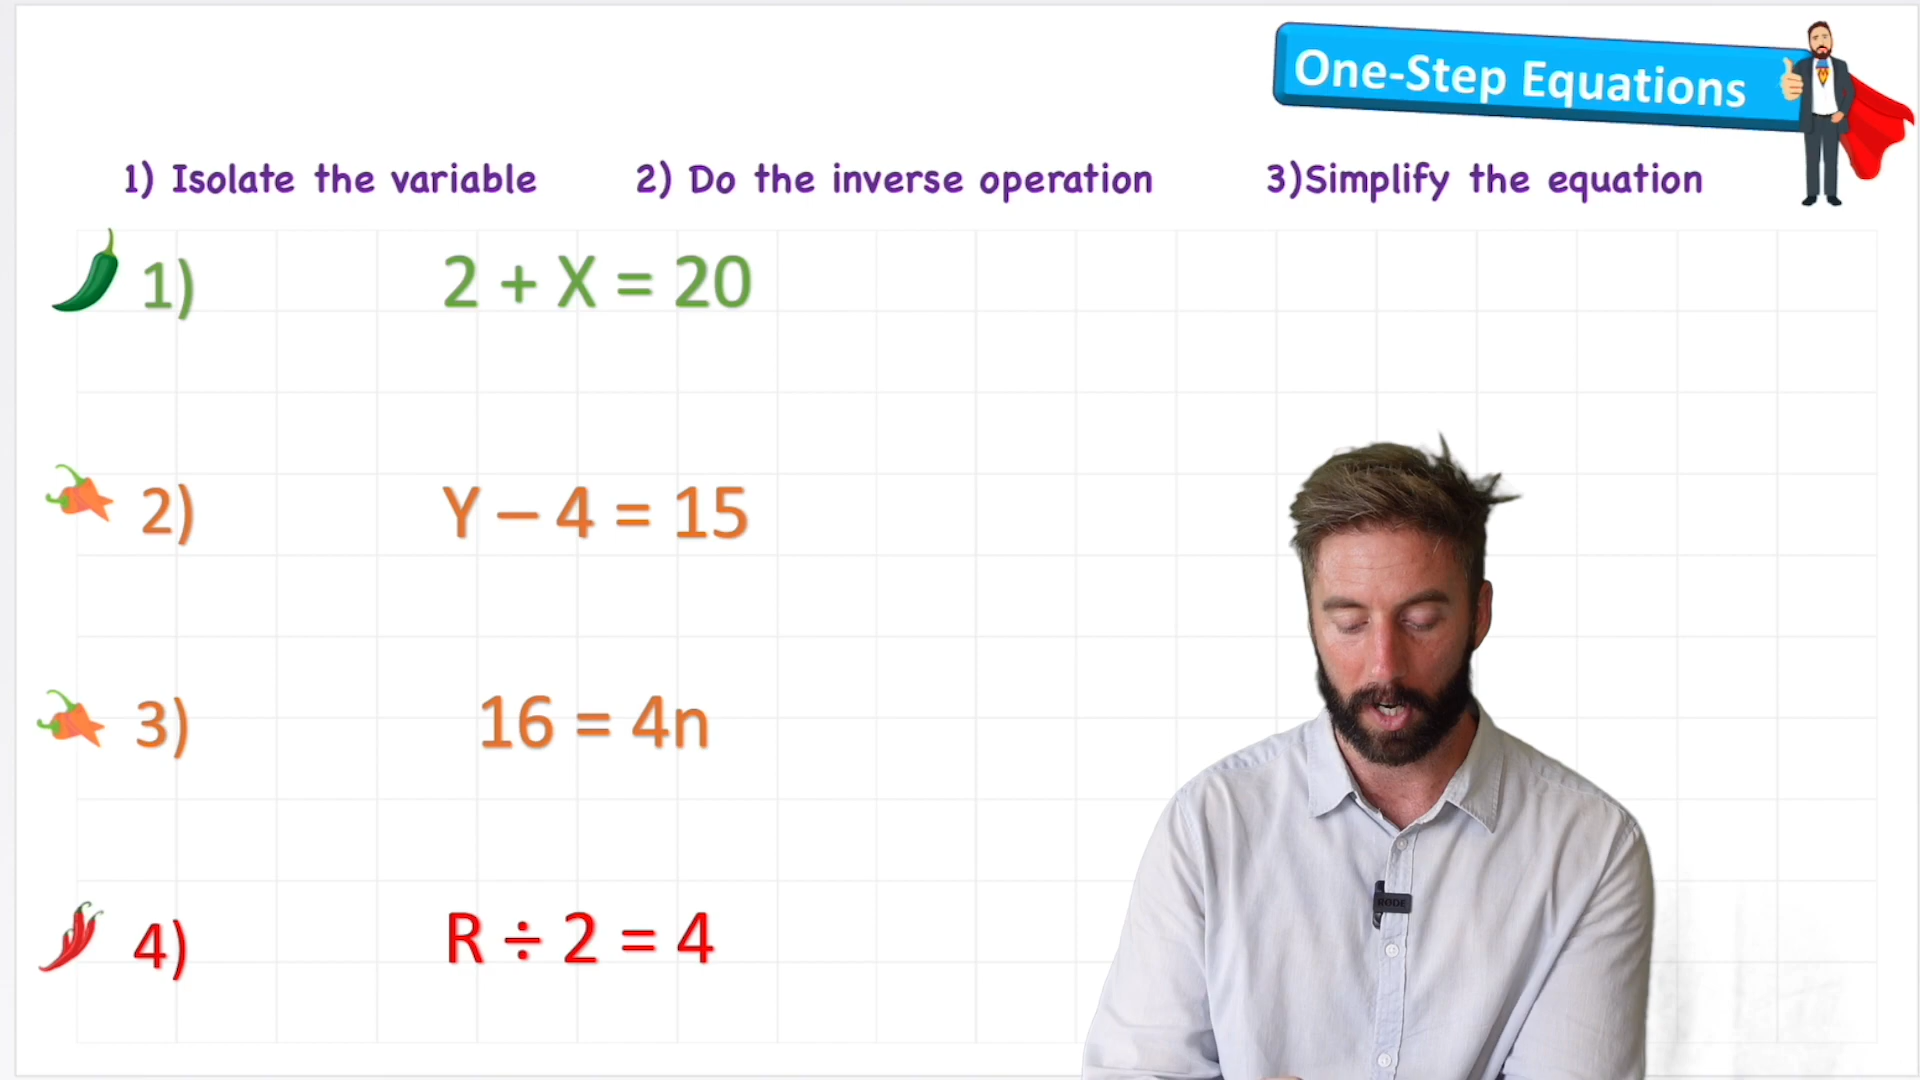 One-Step Equations
1) Isolate the variable 2) Do the inverse operation 3)Simplify the equation
1) 2 + X = 20
2) Y – 4 = 15
3) 16 = 4n
4) R ÷ 2 = 4
RØDE